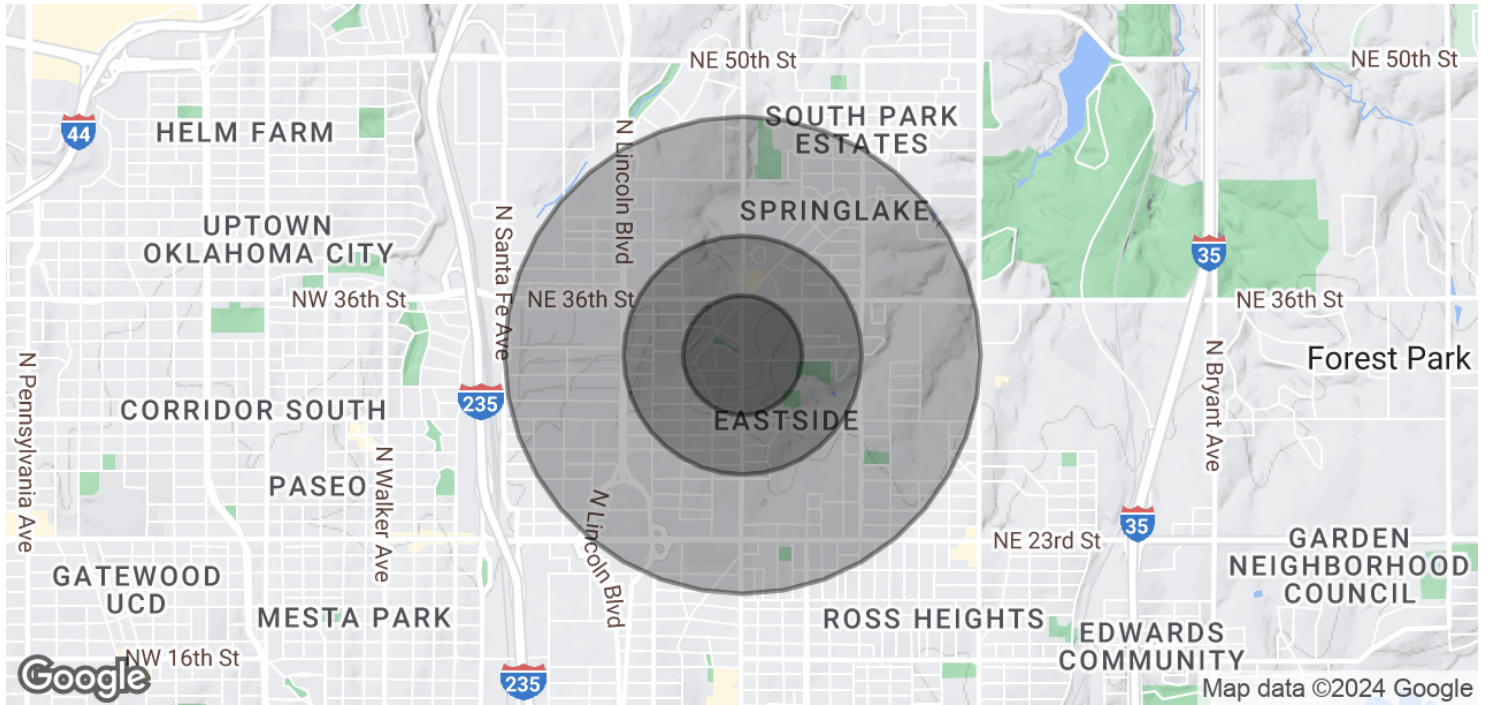 NE 50th St
NE 50th St
SOUTH PARK
ESTATES
44
HELM FARM
N Lincoln Blvd
SPRINGLAKE
UPTOWN
OKLAHOMA CITY
N Santa Fe Ave
35
NW 36th St
NE 36th St
NE 36th St
Forest Park
N Bryant Ave
N Pennsylvania Ave
CORRIDOR SOUTH
235
EASTSIDE
PASEO
N Walker Ave
N Lincoln Blvd
35
NE 23rd St
GARDEN
NEIGHBORHOOD
COUNCIL
GATEWOOD
UCD
MESTA PARK
ROSS HEIGHTS
EDWARDS
COMMUNITY
NW 16th St
Google
235
Map data ©2024 Google